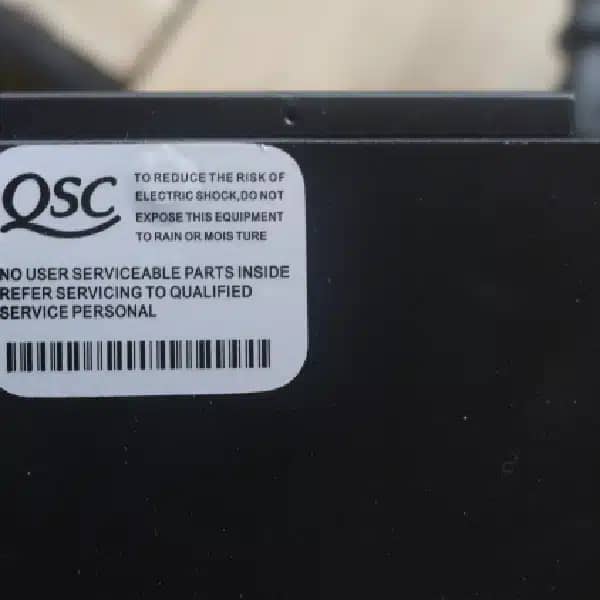 QSC
TO REDUCE THE RISK OF
ELECTRIC SHOCK,DO NOT
EXPOSE THIS EQUIPMENT
TO RAIN OR MOIS TURE
NO USER SERVICEABLE PARTS INSIDE
REFER SERVICING TO QUALIFIED
SERVICE PERSONAL